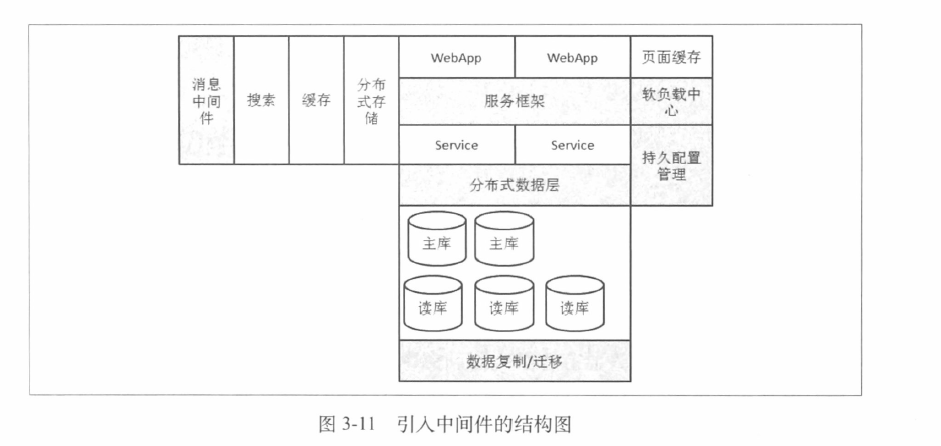 消息
中间
件
搜索
缓存
分布
式存
储
WebApp
WebApp
服务框架
Service
Service
分布式数据层
主库
主库
读库
读库
读库
数据复制/迁移
页面缓存
软负载中
心
持久配置
管理
图 3-11 引入中间件的结构图